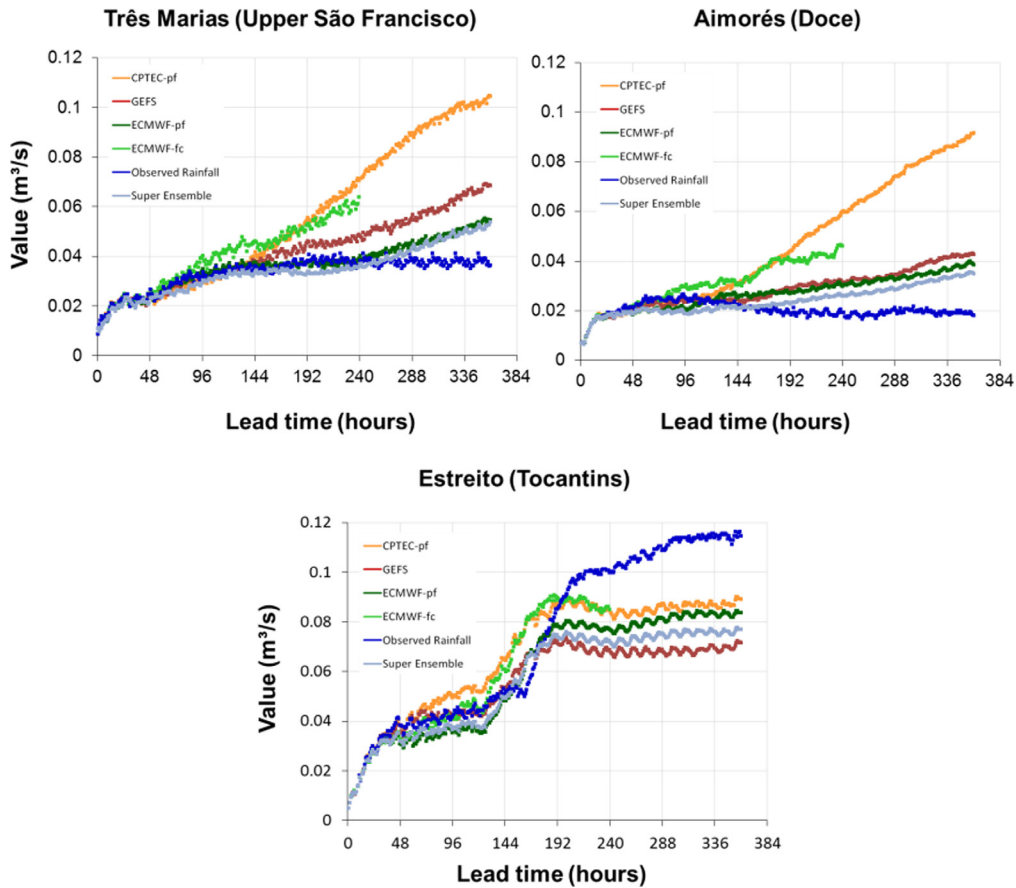 Três Marias (Upper São Francisco)
Value (m³/s)
0.12
0.1
0.08
0.06
0.04
0.02
0
CPTEC-pf
GEFS
ECMWF-pf
ECMWF-fc
Observed Rainfall
Super Ensemble
0 48 96 144 192 240 288 336 384
Lead time (hours)
Aimorés (Doce)
0.12
0.1
0.08
0.06
0.04
0.02
0
CPTEC-pf
GEFS
ECMWF-pf
ECMWF-fc
Observed Rainfall
Super Ensemble
0 48 96 144 192 240 288 336 384
Lead time (hours)
Estreito (Tocantins)
Value (m³/s)
0.12
0.1
0.08
0.06
0.04
0.02
0
CPTEC-pf
GEFS
ECMWF-pf
ECMWF-fc
Observed Rainfall
Super Ensemble
0 48 96 144 192 240 288 336 384
Lead time (hours)